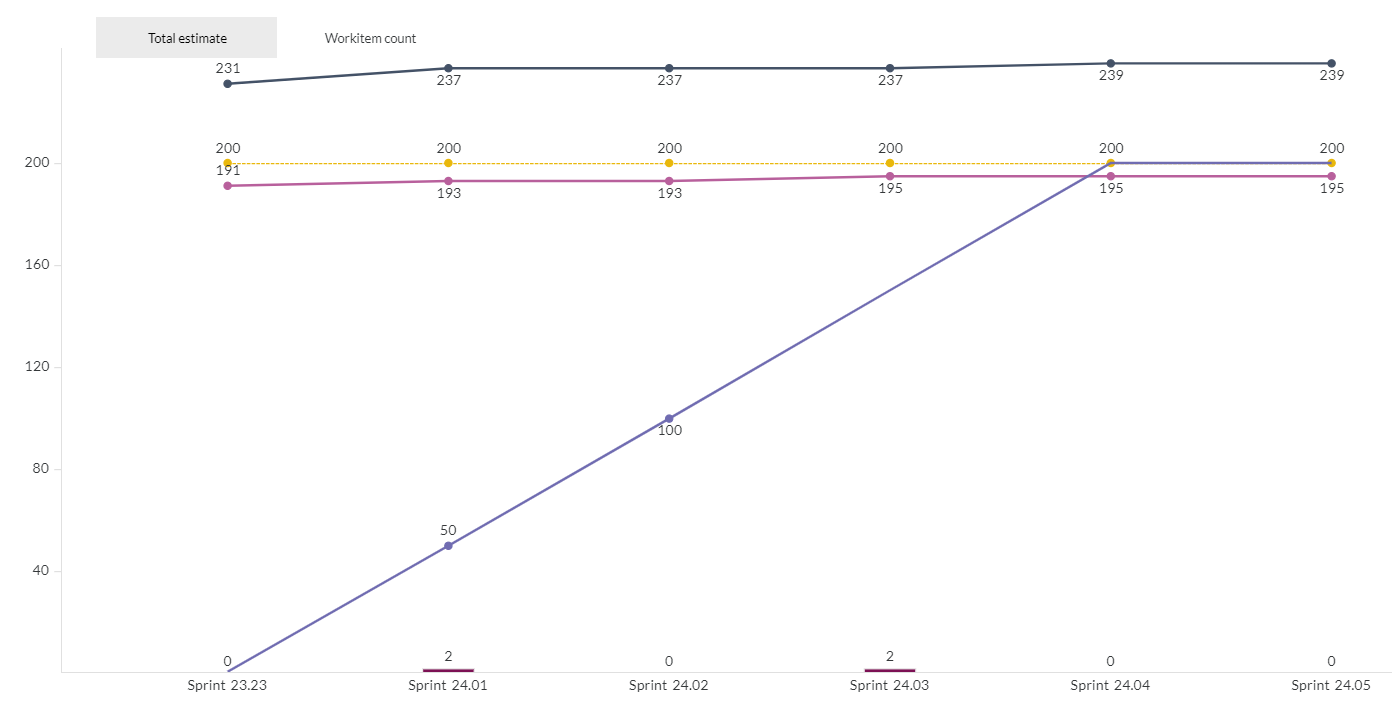 Total estimate Workitem count
231 237 237 237 239 239
200 200 200 200 200 200
200
191 193 193 195 195 195
160
120
100
80
50
40
0 2 0 2 0 0
Sprint 23.23 Sprint 24.01 Sprint 24.02 Sprint 24.03 Sprint 24.04 Sprint 24.05